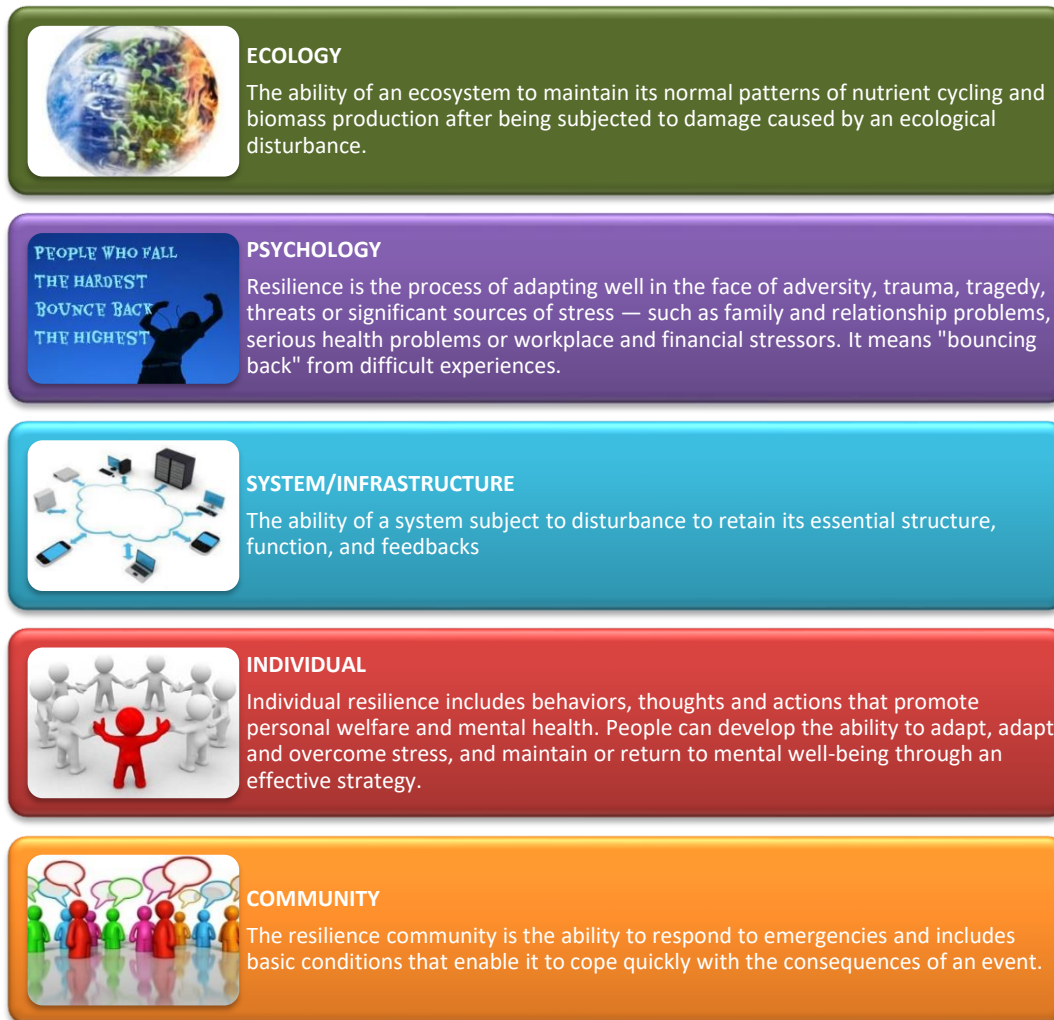 ECOLOGY
The ability of an ecosystem to maintain its normal patterns of nutrient cycling and
biomass production after being subjected to damage caused by an ecological
disturbance.
PEOPLE WHO FALL
THE HARDEST
BOUNCE BACK
THE HIGHEST
PSYCHOLOGY
Resilience is the process of adapting well in the face of adversity, trauma, tragedy,
threats or significant sources of stress — such as family and relationship problems,
serious health problems or workplace and financial stressors. It means "bouncing
back" from difficult experiences.
SYSTEM/INFRASTRUCTURE
The ability of a system subject to disturbance to retain its essential structure,
function, and feedbacks
INDIVIDUAL
Individual resilience includes behaviors, thoughts and actions that promote
personal welfare and mental health. People can develop the ability to adapt, adapt
and overcome stress, and maintain or return to mental well-being through an
effective strategy.
COMMUNITY
The resilience community is the ability to respond to emergencies and includes
basic conditions that enable it to cope quickly with the consequences of an event.